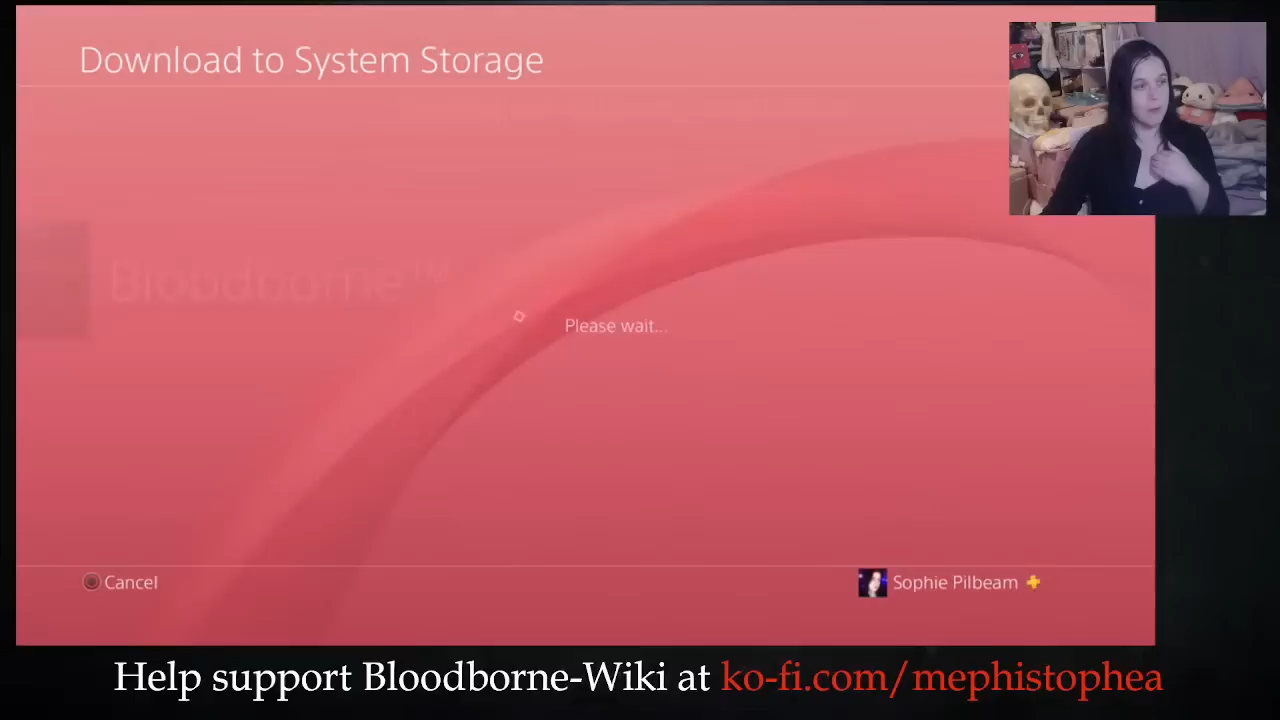 Download to System Storage
Bloodborne™
Please wait...
Cancel
Sophie Pilbeam
Help support Bloodborne-Wiki at ko-fi.com/mephistophea